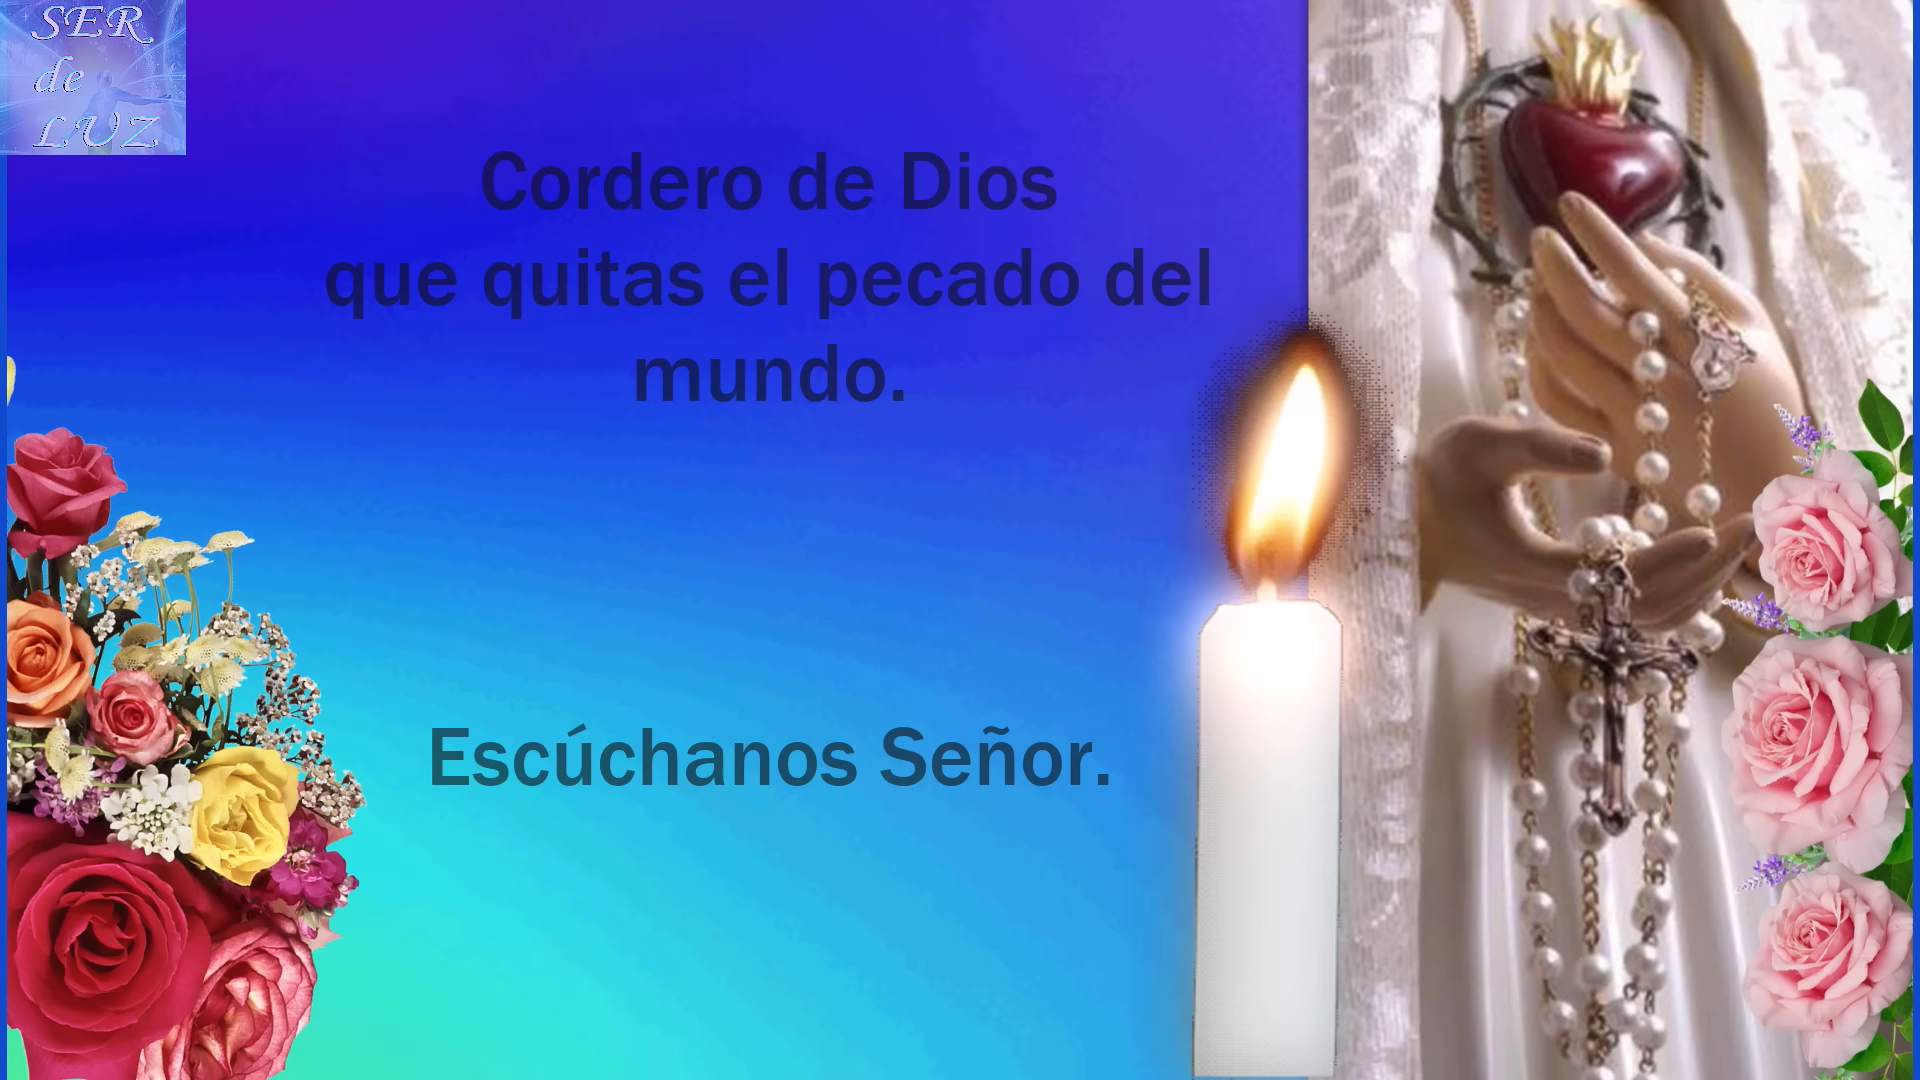 SER
de
LUZ
Cordero de Dios
que quitas el pecado del
mundo.
Escúchanos Señor.